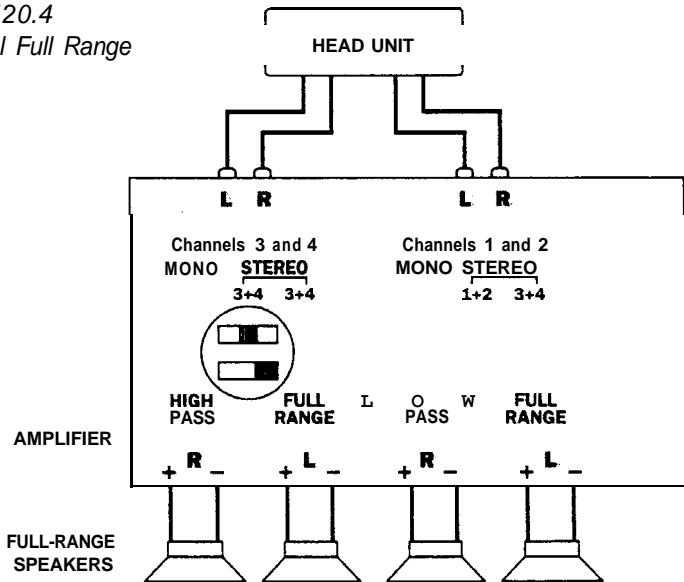 20.4
Full Range
HEAD UNIT
L R L R
Channels 3 and 4 Channels 1 and 2
MONO STEREO MONO STEREO
3+4 3+4 1+2 3+4
HIGH PASS FULL RANGE L O W PASS FULL RANGE
AMPLIFIER
+ R − + L − + R − + L −
FULL-RANGE
SPEAKERS